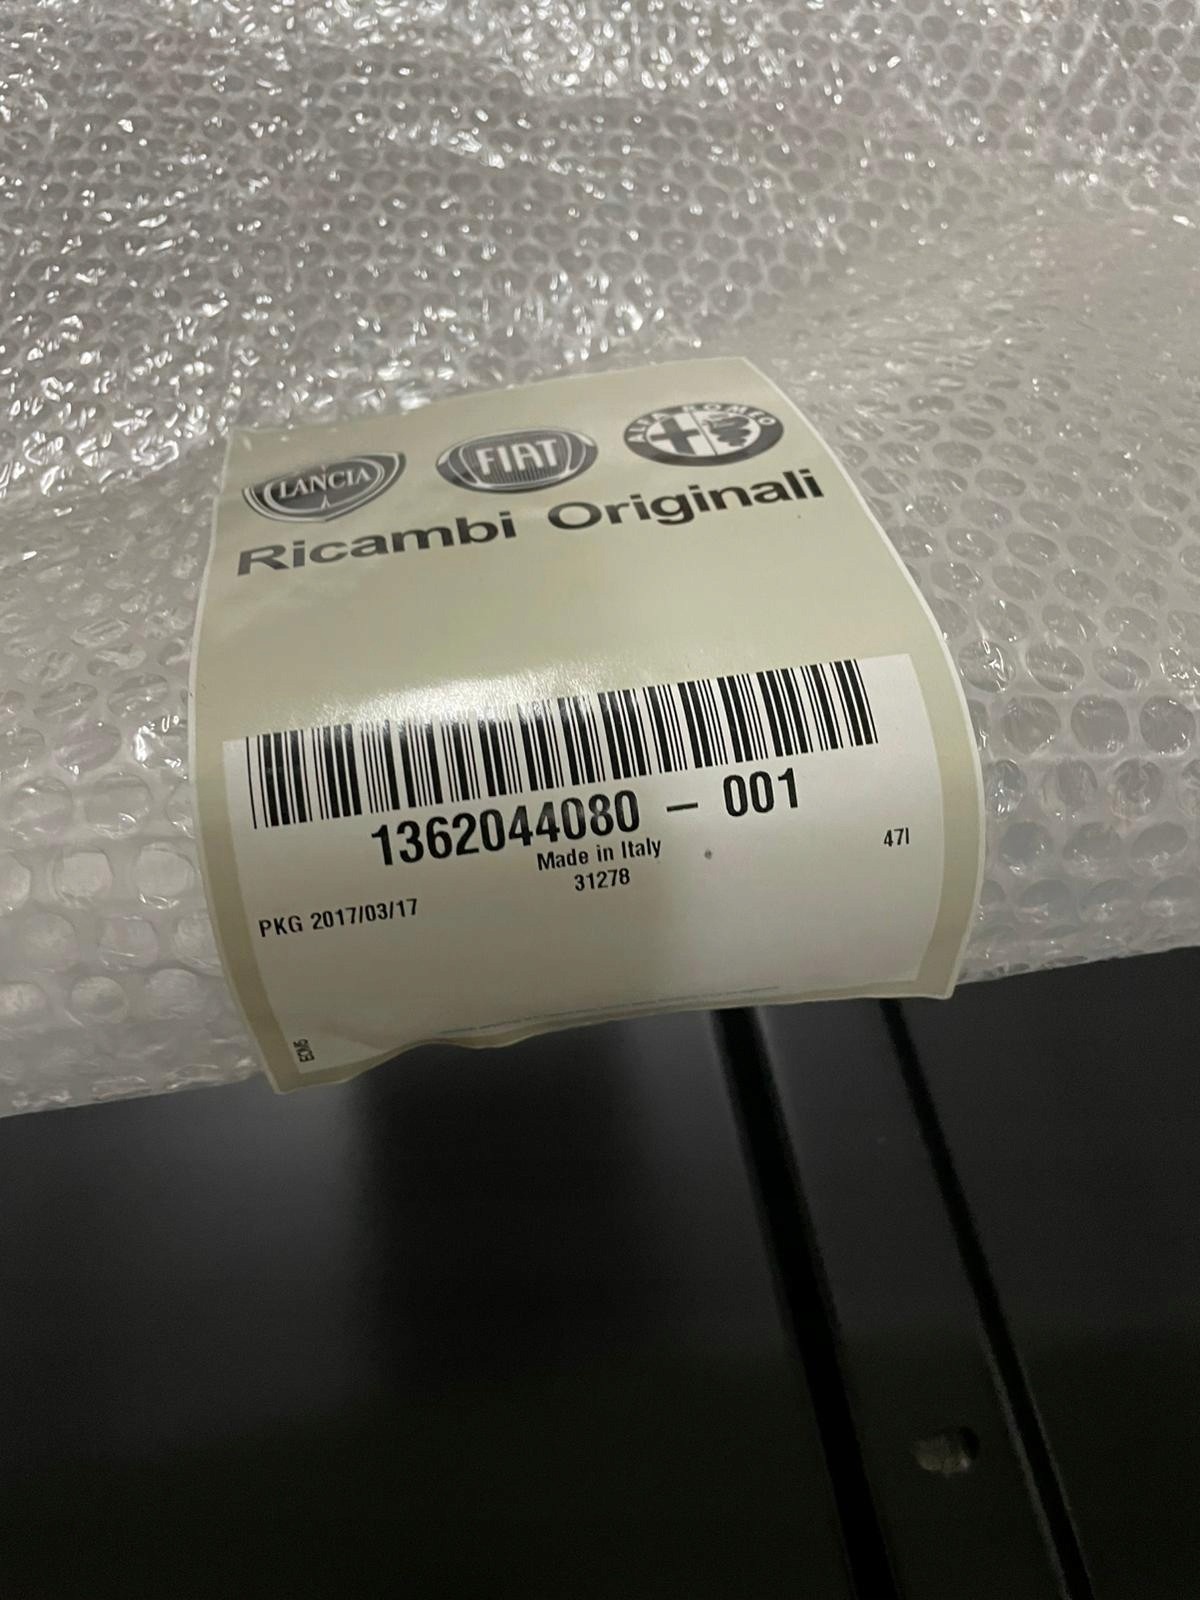 LANCIA
FIAT
ALFA ROMEO
Ricambi Originali
1362044080 – 001
Made in Italy
47I
31278
PKG 2017/03/17